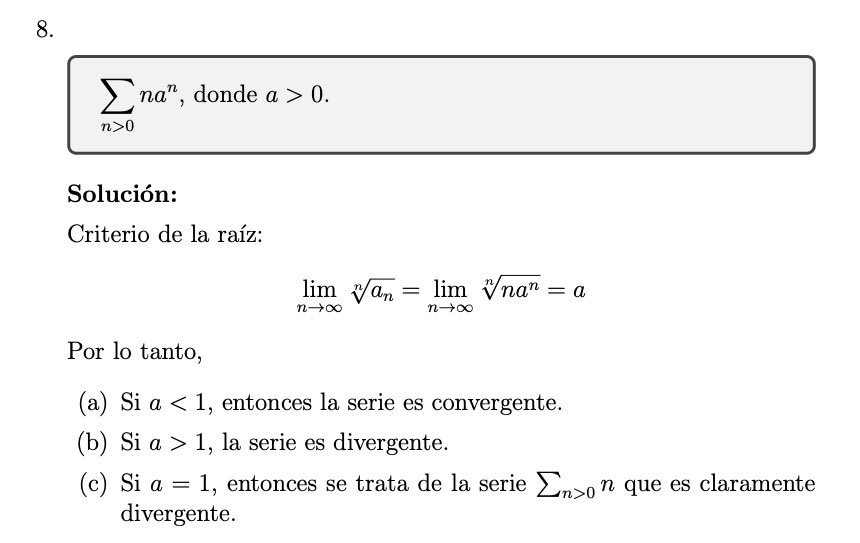 8.
$\sum_{n>0} na^n$, donde $a > 0$.
Solución:
Criterio de la raíz:
$\lim_{n\to\infty} \sqrt[n]{a_n} = \lim_{n\to\infty} \sqrt[n]{na^n} = a$
Por lo tanto,
(a) Si $a < 1$, entonces la serie es convergente.
(b) Si $a > 1$, la serie es divergente.
(c) Si $a = 1$, entonces se trata de la serie $\sum_{n>0} n$ que es claramente
divergente.